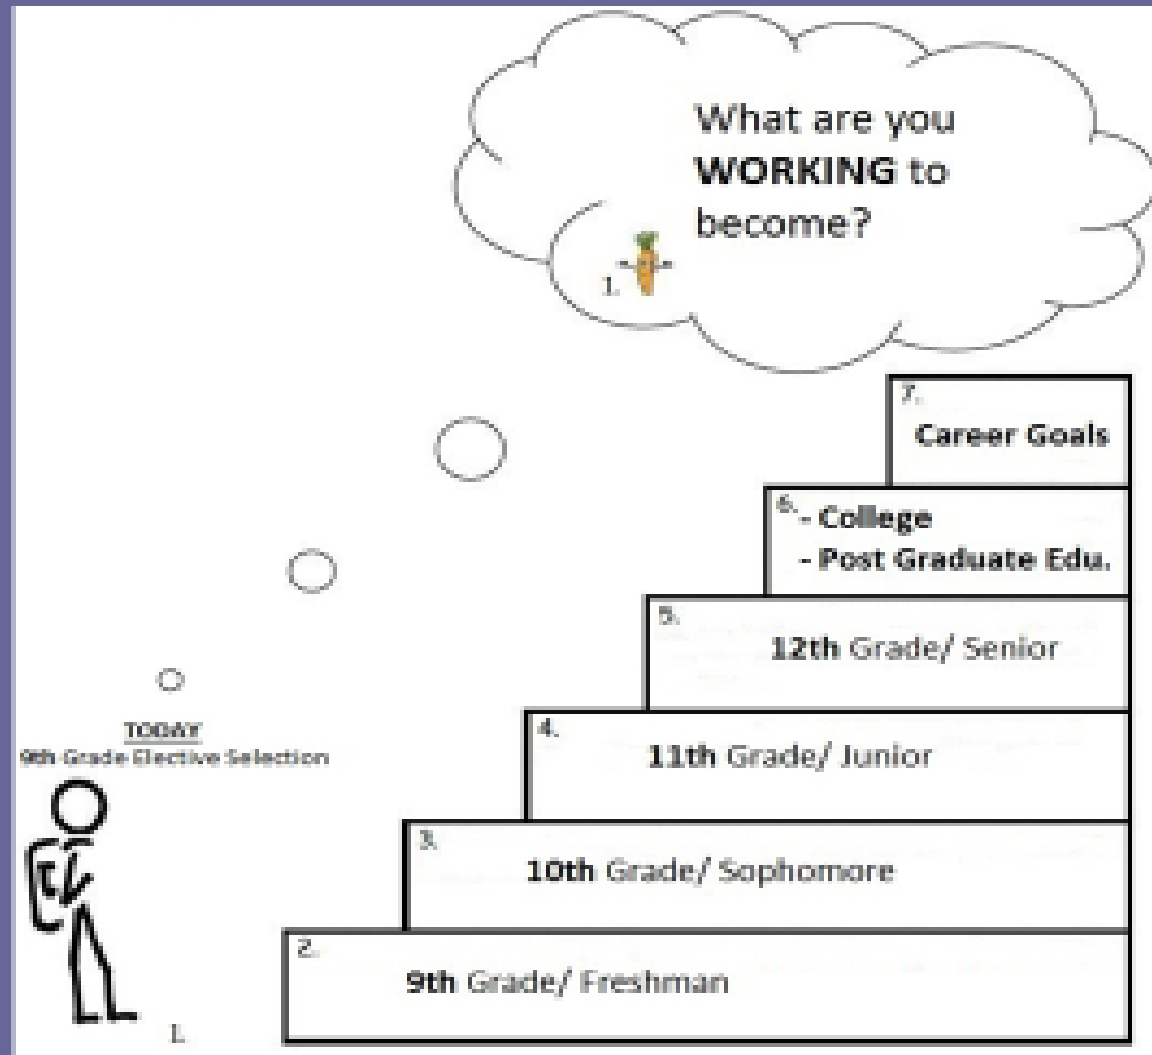 What are you
WORKING to
become?
1.
7.
Career Goals
6.
- College
- Post Graduate Edu.
5.
12th Grade/ Senior
4.
11th Grade/ Junior
TODAY
9th Grade Elective Selection
3.
10th Grade/ Sophomore
2.
9th Grade/ Freshman
1.